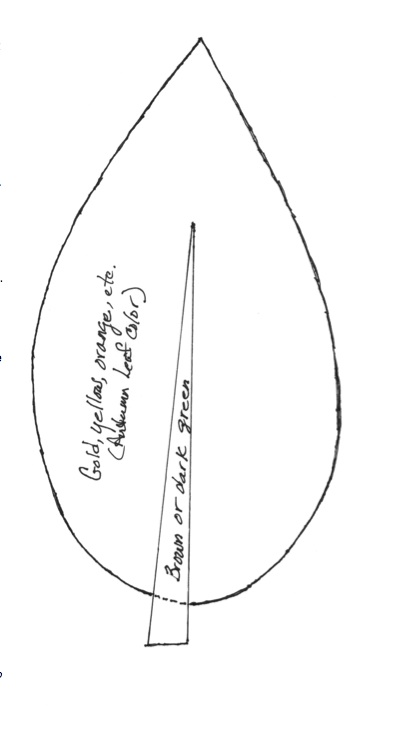 Gold, yellow, orange, etc.
(Autumn Leaf Color)
Brown or dark green